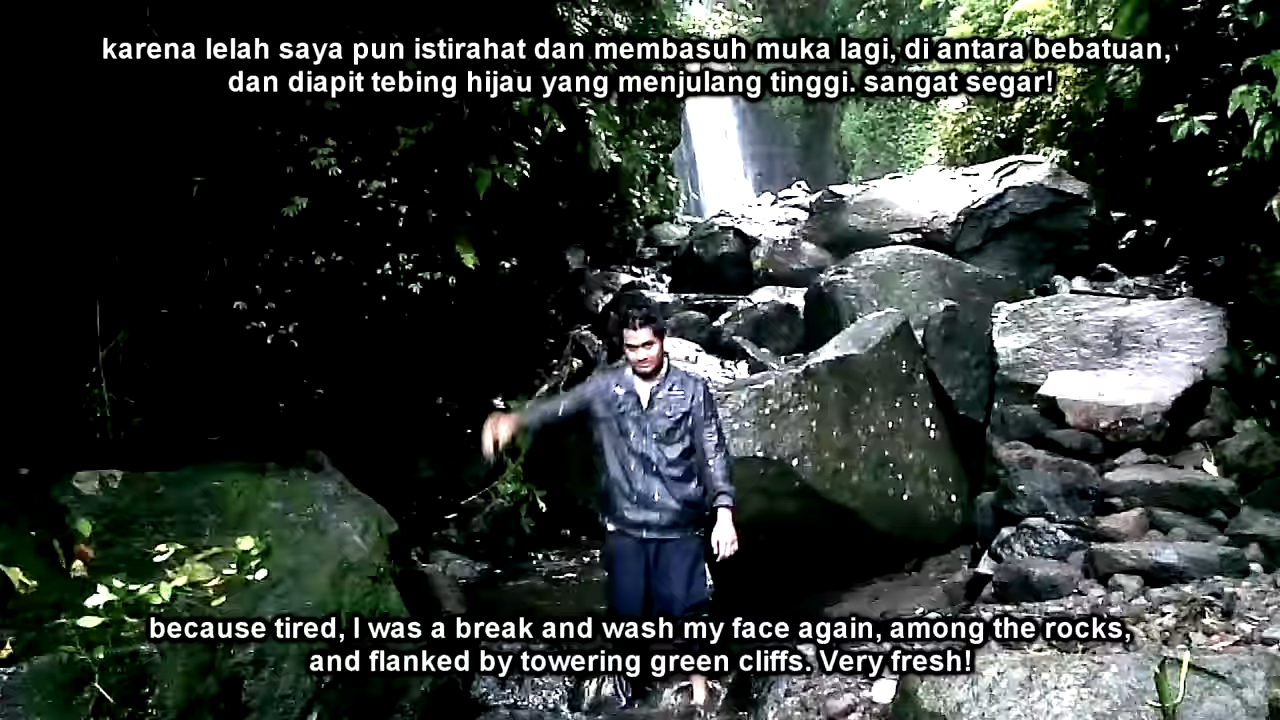 karena lelah saya pun istirahat dan membasuh muka lagi, di antara bebatuan,
dan diapit tebing hijau yang menjulang tinggi. sangat segar!
because tired, I was a break and wash my face again, among the rocks,
and flanked by towering green cliffs. Very fresh!